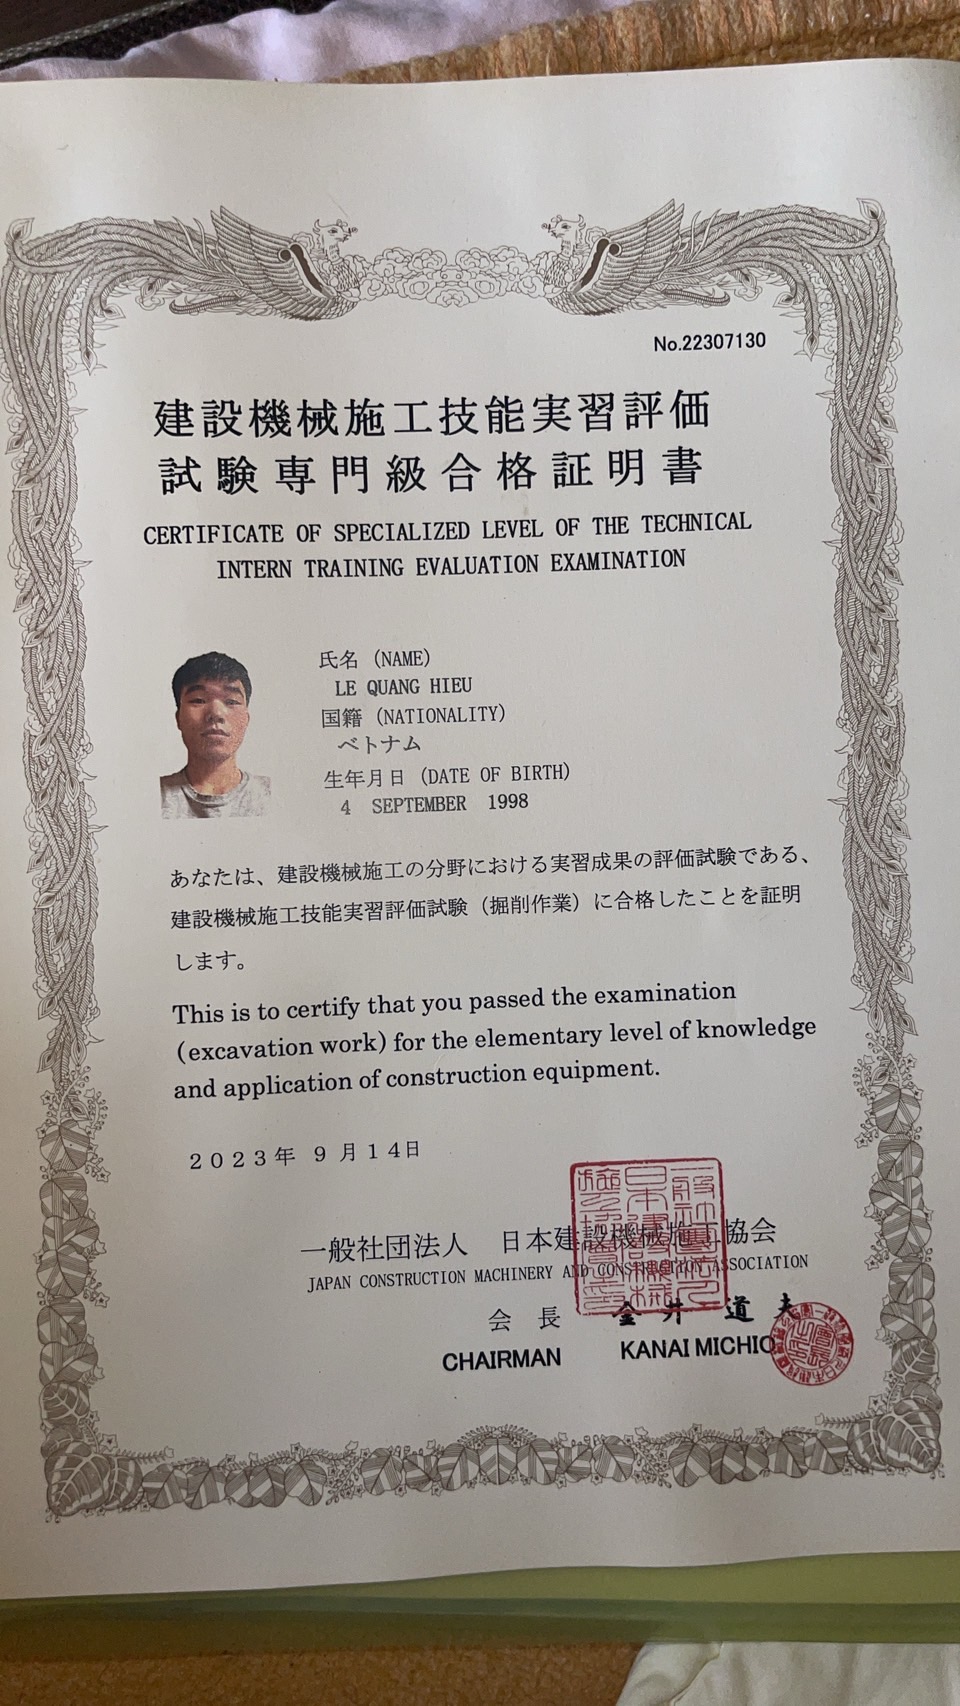 No.22307130
建設機械施工技能実習評価
試験専門級合格証明書
CERTIFICATE OF SPECIALIZED LEVEL OF THE TECHNICAL
INTERN TRAINING EVALUATION EXAMINATION
氏名 (NAME)
LE QUANG HIEU
国籍 (NATIONALITY)
ベトナム
生年月日 (DATE OF BIRTH)
4 SEPTEMBER 1998
あなたは、建設機械施工の分野における実習成果の評価試験である、
建設機械施工技能実習評価試験（掘削作業）に合格したことを証明
します。
This is to certify that you passed the examination
(excavation work) for the elementary level of knowledge
and application of construction equipment.
２０２３年 ９月１４日
一般社団法人 日本建設機械施工協会
JAPAN CONSTRUCTION MACHINERY AND CONSTRUCTION ASSOCIATION
会長 金井 道夫
CHAIRMAN KANAI MICHIO